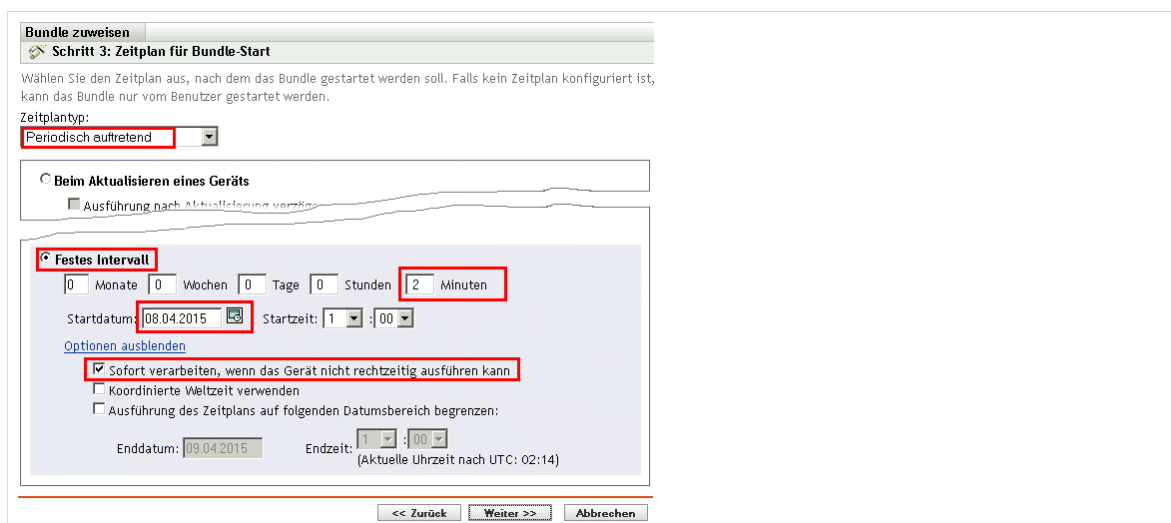 Bundle zuweisen
Schritt 3: Zeitplan für Bundle-Start
Wählen Sie den Zeitplan aus, nach dem das Bundle gestartet werden soll. Falls kein Zeitplan konfiguriert ist,
kann das Bundle nur vom Benutzer gestartet werden.
Zeitplantyp:
Periodisch auftretend
Beim Aktualisieren eines Geräts
Ausführung nach Aktualisierung
Festes Intervall
0 Monate 0 Wochen 0 Tage 0 Stunden 2 Minuten
Startdatum: 08.04.2015 Startzeit: 1 : 00
Optionen ausblenden
Sofort verarbeiten, wenn das Gerät nicht rechtzeitig ausführen kann
Koordinierte Weltzeit verwenden
Ausführung des Zeitplans auf folgenden Datumsbereich begrenzen:
Enddatum: 09.04.2015 Endzeit: 1 : 00
(Aktuelle Uhrzeit nach UTC: 02:14)
<< Zurück Weiter >> Abbrechen